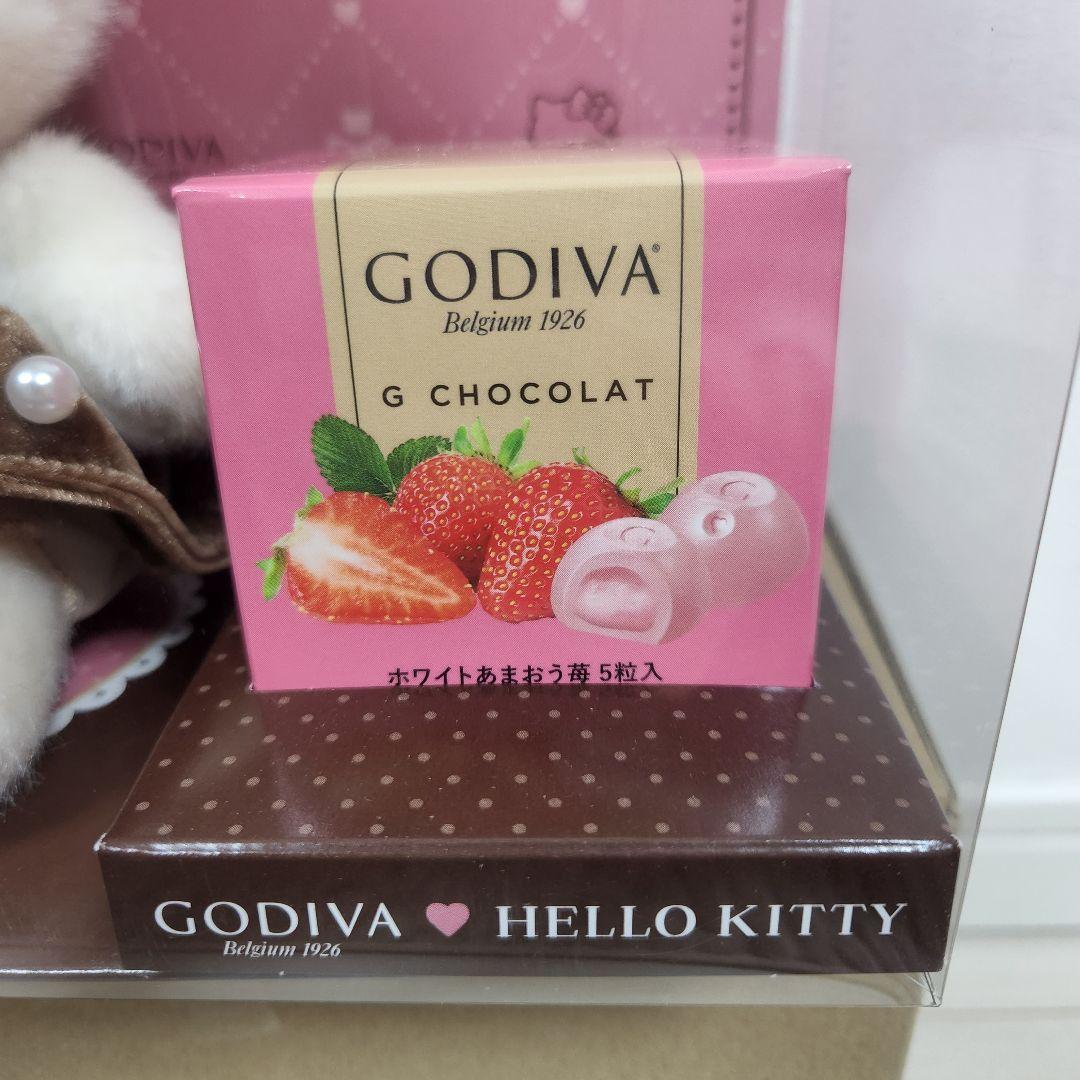 GODIVA
GODIVA®
Belgium 1926
G CHOCOLAT
ホワイトあまおう苺 5粒入
GODIVA ♥ HELLO KITTY
Belgium 1926